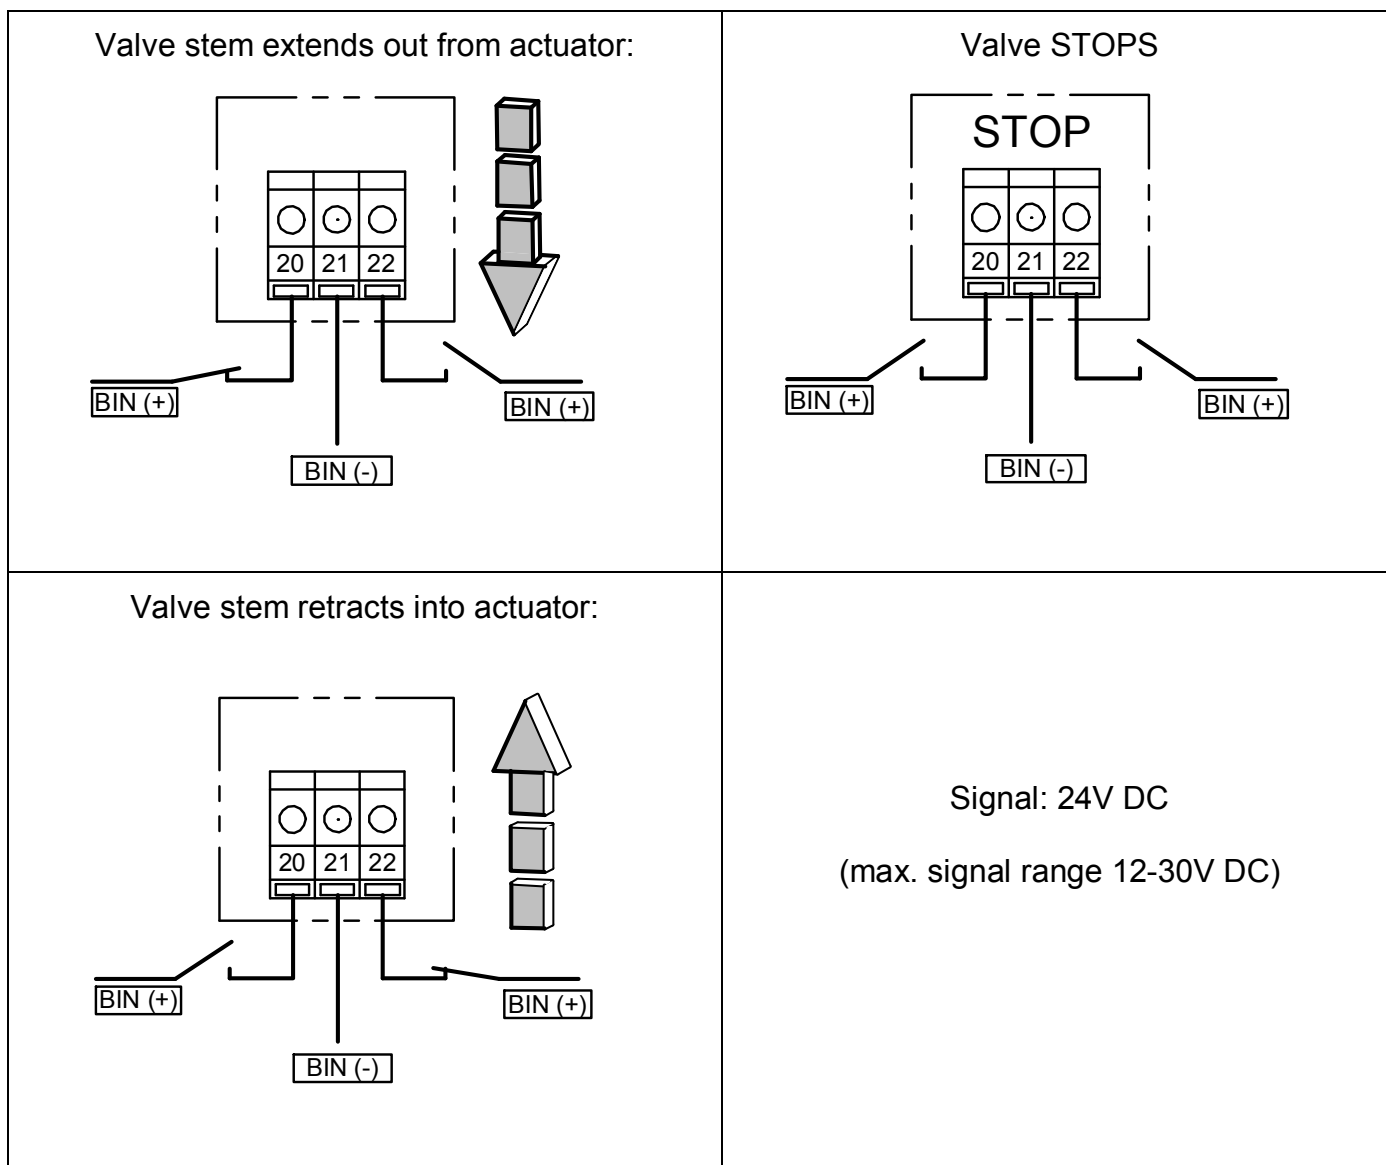 Valve stem extends out from actuator:
20 21 22
BIN (+)
BIN (+)
BIN (-)
Valve STOPS
STOP
20 21 22
BIN (+)
BIN (+)
BIN (-)
Valve stem retracts into actuator:
20 21 22
BIN (+)
BIN (+)
BIN (-)
Signal: 24V DC
(max. signal range 12-30V DC)